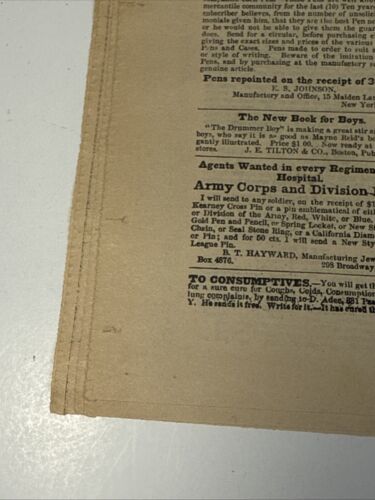 mercantile community for the last (10) Ten years
subscriber believes, from the number of unsolic
monials given him, that they are the best Pen no
or he would not be able to give them the guar
does. Send for a circular, before purchasing e
giving the exact sizes and prices of the various
Pens and Cases. Pens made to order to suit a
or style of writing. Beware of the imitation
Pens, and by purchasing at the manufactory s
genuine article.
Pens repointed on the receipt of 3
E. S. JOHNSON,
Manufactory and Office, 15 Maiden Lan
New York
The New Book for Boys.
"The Drummer Boy" is making a great stir a
boys, who say it is as good as Mayne Reid's b
gantly illustrated. Price $1 00. Now ready at
stores. J. E. TILTON & CO., Boston, Pub
Agents Wanted in every Regimen
Hospital.
Army Corps and Division
I will send to any soldier, on the receipt of $1
Kearney Cross Pin or a pin emblematical of eith
or Division of the Army, Red, White, or Blue,
Gold Pen and Pencil, or Spring Locket, or New St
Chain, or Seal Stone Ring, or a California Diam
or Pin; and for 50 cts. I will send a New Sty
League Pin.
B. T. HAYWARD, Manufacturing Jew
Box 4876. 208 Broadway
TO CONSUMPTIVES.—You will get th
for a sure cure for Coughs, Colds, Consumption
lung complaints, by sending to D. Adee, 381 Pea
Y. He sends it free. Write for it.—It has cured th